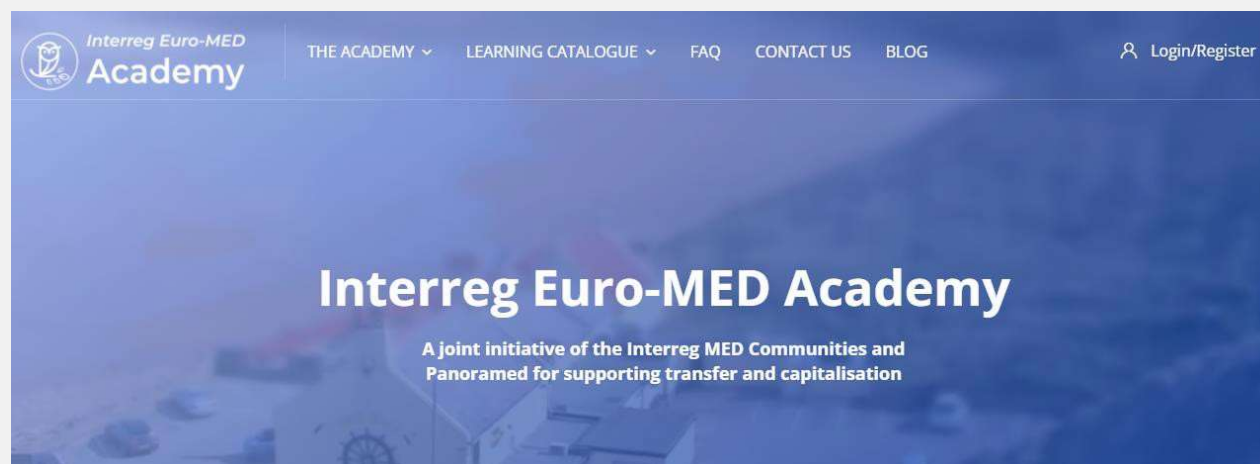 Interreg Euro-MED
Academy
THE ACADEMY
LEARNING CATALOGUE
FAQ
CONTACT US
BLOG
Login/Register
Interreg Euro-MED Academy
A joint initiative of the Interreg MED Communities and
Panoramed for supporting transfer and capitalisation